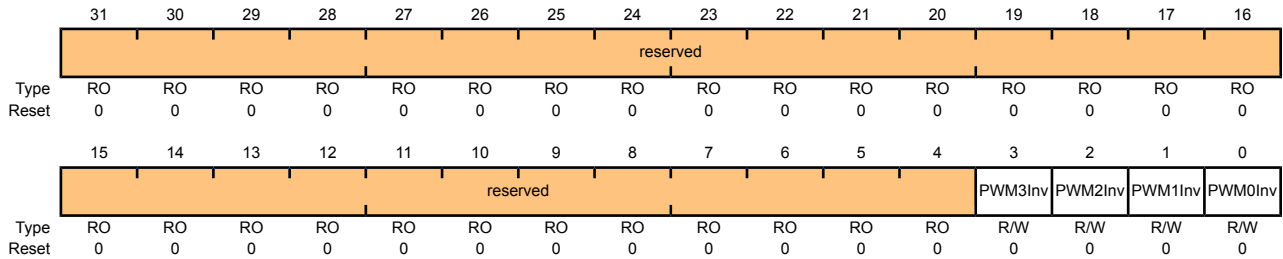 31 30 29 28 27 26 25 24 23 22 21 20 19 18 17 16
reserved
Type RO RO RO RO RO RO RO RO RO RO RO RO RO RO RO RO
Reset 0 0 0 0 0 0 0 0 0 0 0 0 0 0 0 0
15 14 13 12 11 10 9 8 7 6 5 4 3 2 1 0
reserved PWM3Inv PWM2Inv PWM1Inv PWM0Inv
Type RO RO RO RO RO RO RO RO RO RO RO RO R/W R/W R/W R/W
Reset 0 0 0 0 0 0 0 0 0 0 0 0 0 0 0 0